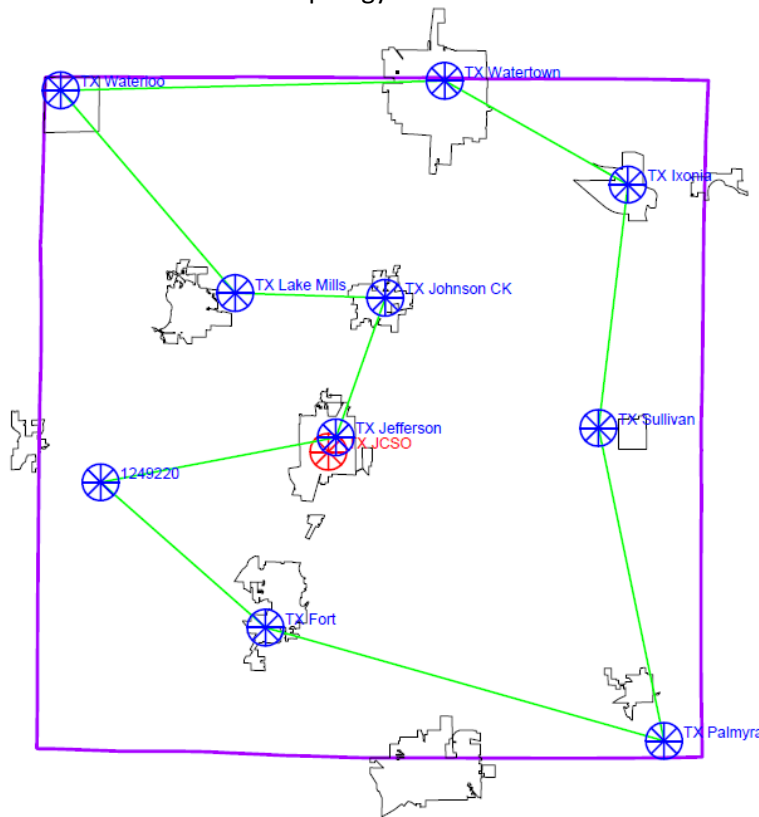 TX Waterloo
TX Watertown
TX Ixonia
TX Lake Mills
TX Johnson CK
TX Sullivan
TX Jefferson
TX JCSO
1249220
TX Fort
TX Palmyra